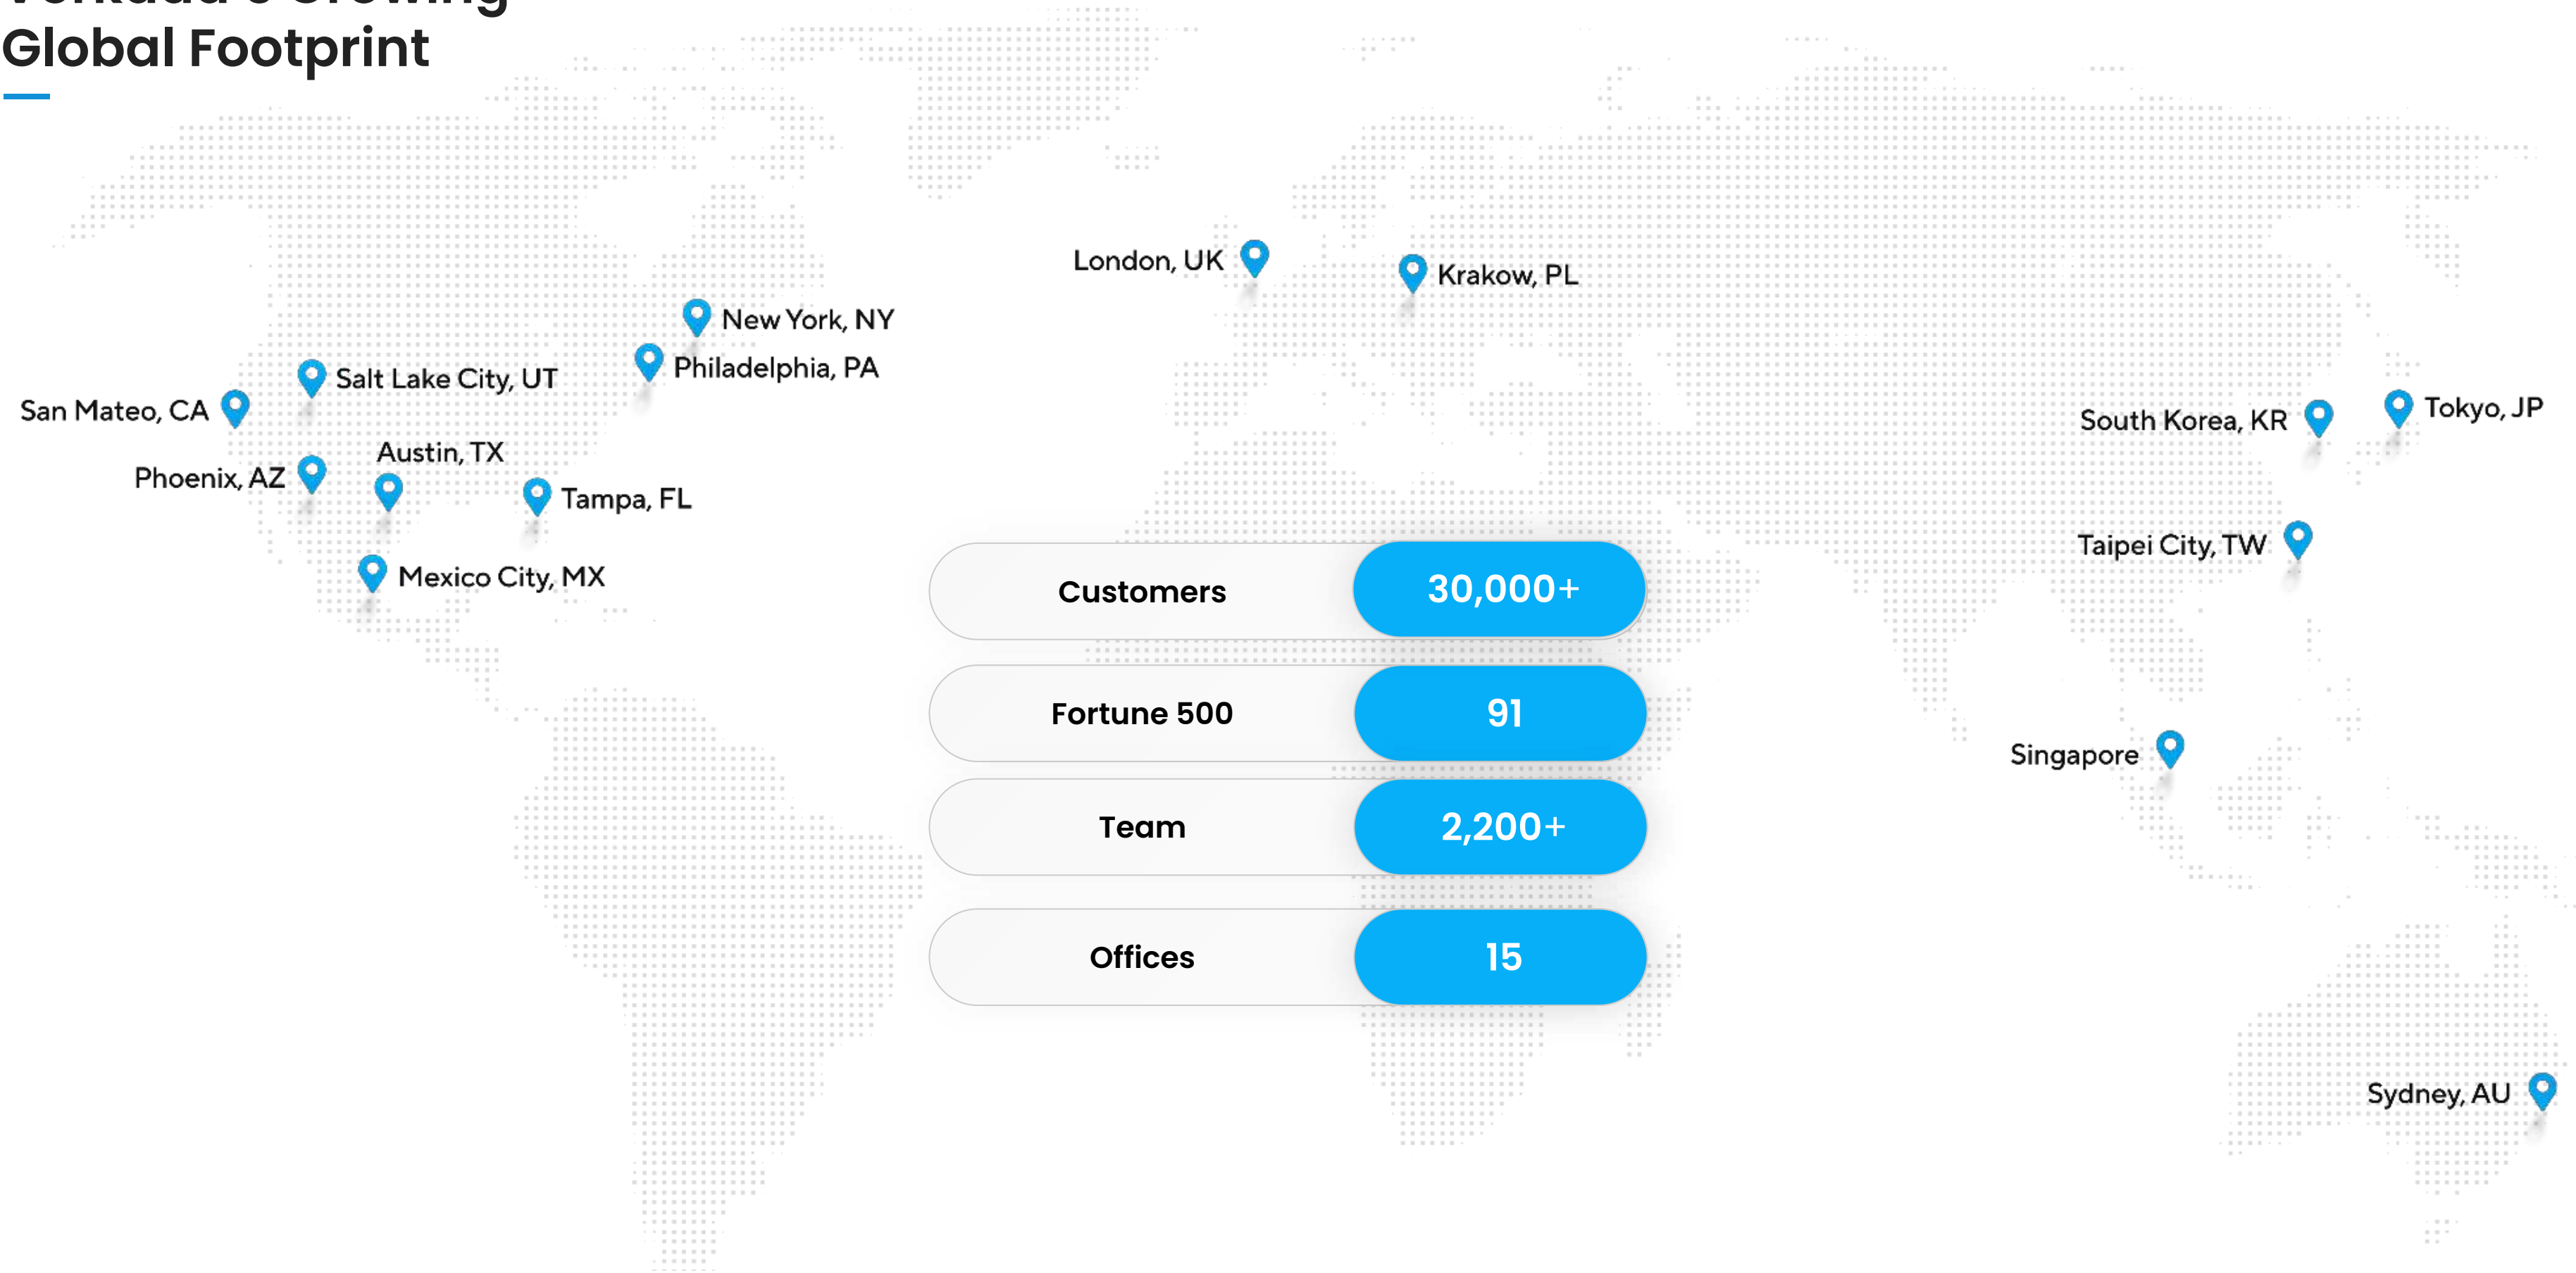 Verkada's Growing
Global Footprint
London, UK
Krakow, PL
New York, NY
Philadelphia, PA
Salt Lake City, UT
San Mateo, CA
Austin, TX
Phoenix, AZ
Tampa, FL
Mexico City, MX
South Korea, KR
Tokyo, JP
Taipei City, TW
Singapore
Sydney, AU
Customers 30,000+
Fortune 500 91
Team 2,200+
Offices 15